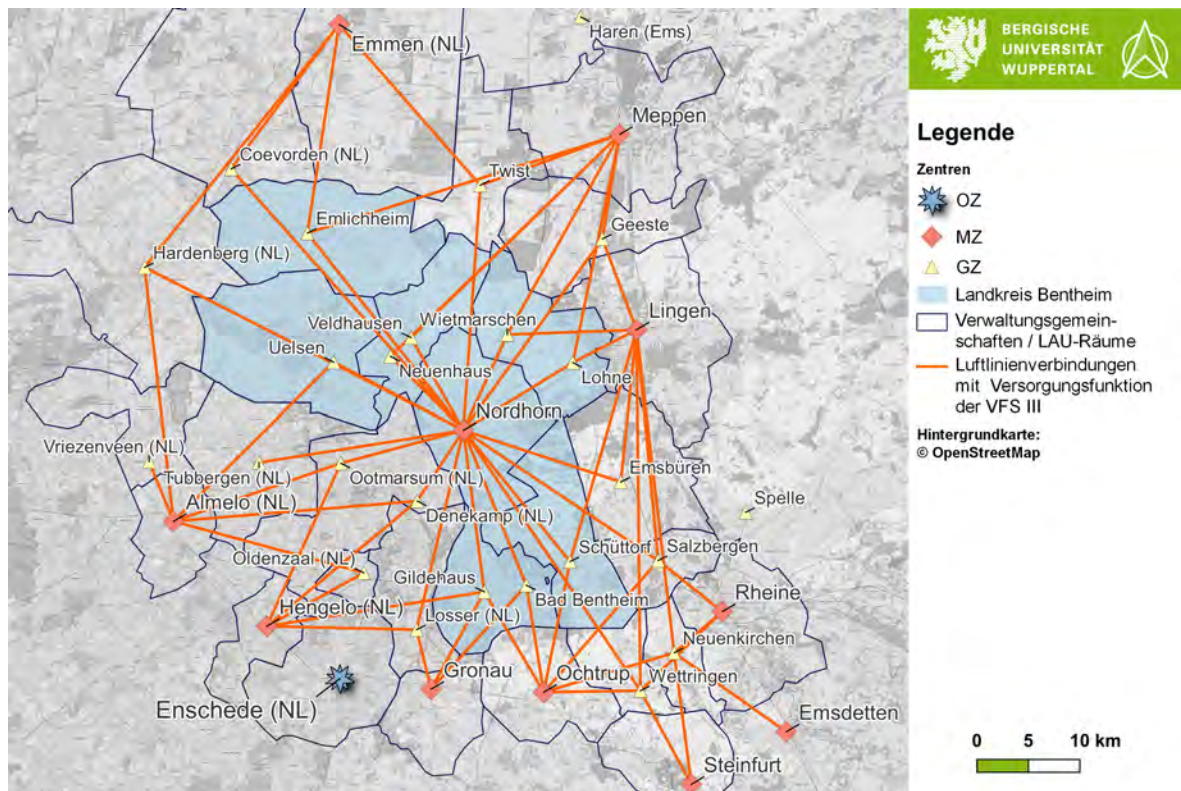 Emmen (NL)
Haren (Ems)
Meppen
Coevorden (NL)
Twist
Emlichheim
Geeste
Hardenberg (NL)
Veldhausen
Wietmarschen
Lingen
Uelsen
Neuenhaus
Lohne
Nordhorn
Vriezenveen (NL)
Tubbergen (NL)
Ootmarsum (NL)
Emsbüren
Spelle
Almelo (NL)
Denekamp (NL)
Oldenzaal (NL)
Schüttorf
Salzbergen
Gildehaus
Bad Bentheim
Rheine
Hengelo (NL)
Losser (NL)
Neuenkirchen
Gronau
Ochtrup
Wettringen
Enschede (NL)
Emsdetten
Steinfurt
BERGISCHE
UNIVERSITÄT
WUPPERTAL
Legende
Zentren
OZ
MZ
GZ
Landkreis Bentheim
Verwaltungsgemein-
schaften / LAU-Räume
Luftlinienverbindungen
mit Versorgungsfunktion
der VFS III
Hintergrundkarte:
© OpenStreetMap
0 5 10 km